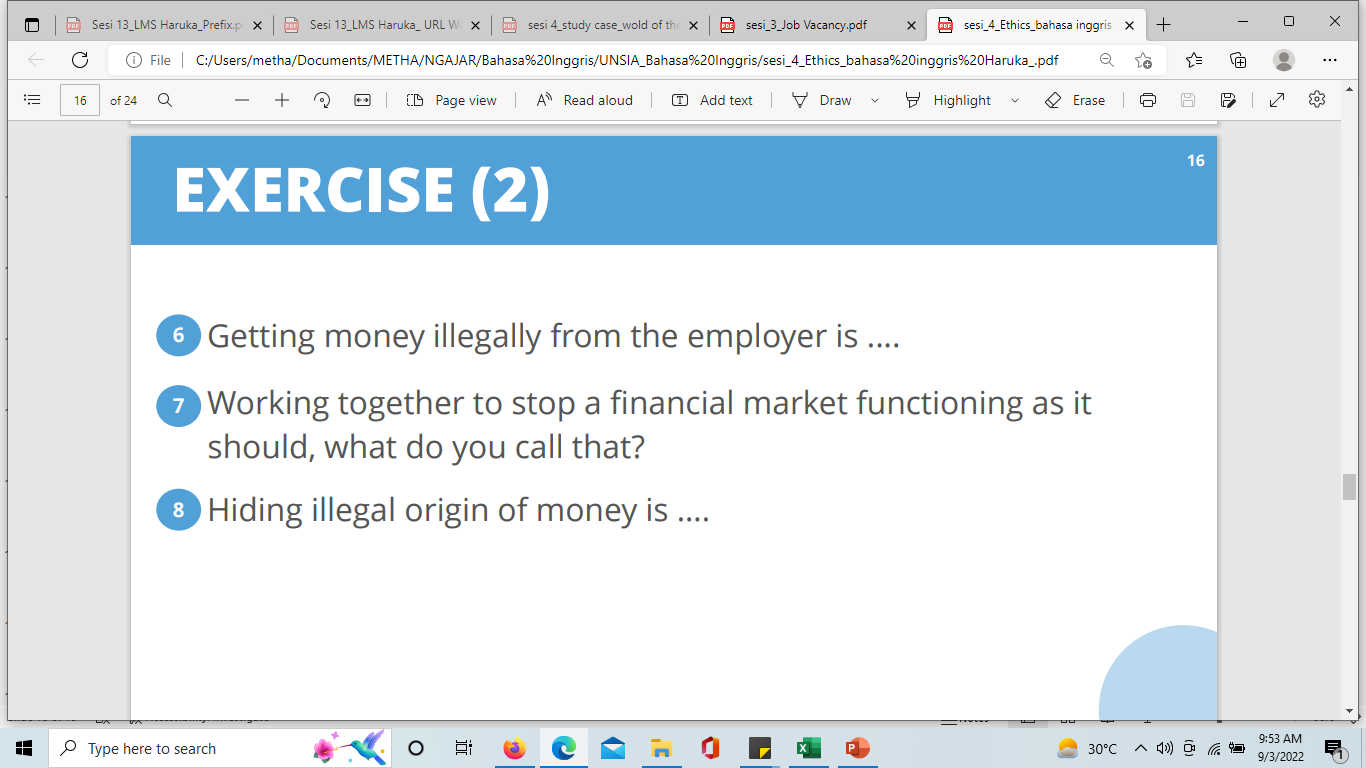 Sesi 13_LMS Haruka_Prefix.p
Sesi 13_LMS Haruka_ URL W
sesi 4_study case_wold of the
sesi_3_Job Vacancy.pdf
sesi_4_Ethics_bahasa inggris
File
C:/Users/metha/Documents/METHA/NGAJAR/Bahasa%20Inggris/UNSIA_Bahasa%20Inggris/sesi_4_Ethics_bahasa%20inggris%20Haruka_.pdf
16 of 24
Page view
Read aloud
Add text
Draw
Highlight
Erase
16
EXERCISE (2)
6 Getting money illegally from the employer is ....
7 Working together to stop a financial market functioning as it
should, what do you call that?
8 Hiding illegal origin of money is ....
Type here to search
30°C
9:53 AM
9/3/2022
1